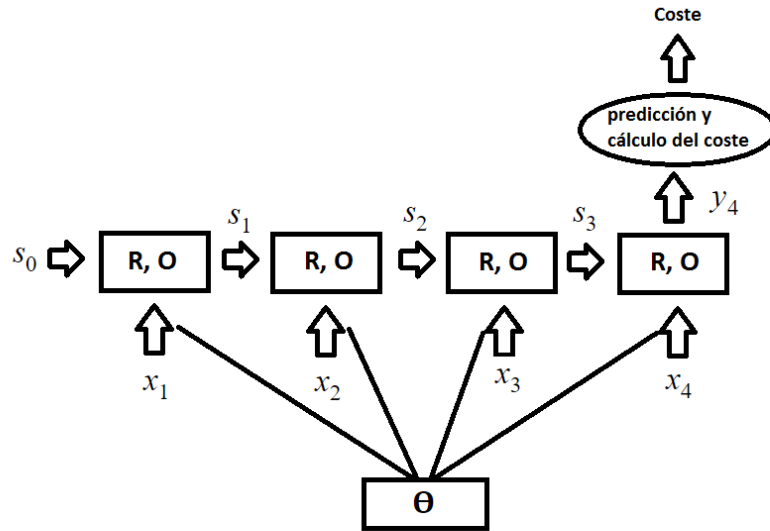 Coste
predicción y
cálculo del coste
y₄
s₀ s₁ s₂ s₃
R, O R, O R, O R, O
x₁ x₂ x₃ x₄
Θ